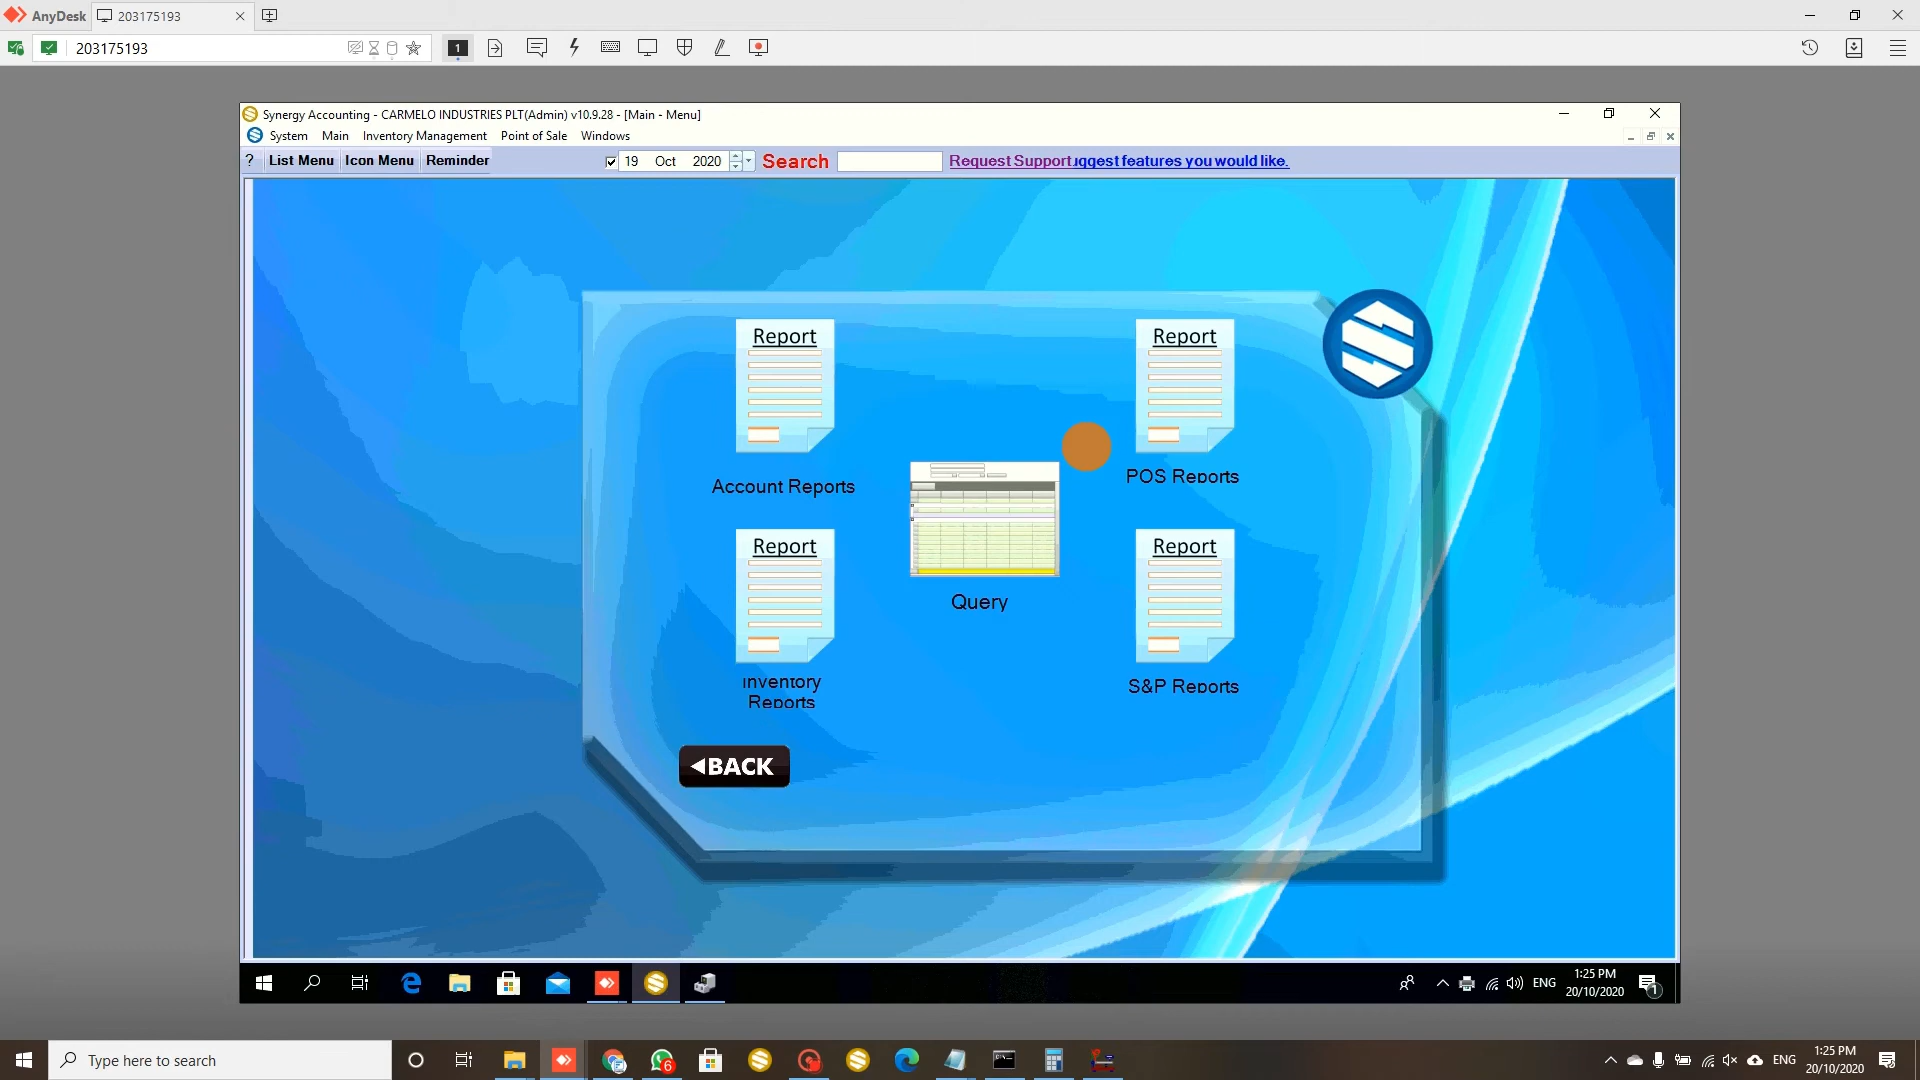 AnyDesk
203175193
203175193
1
Synergy Accounting - CARMELO INDUSTRIES PLT(Admin) v10.9.28 - [Main - Menu]
System Main Inventory Management Point of Sale Windows
? List Menu Icon Menu Reminder 19 Oct 2020 Search Request Support uggest features you would like.
Report
Report
Account Reports
POS Reports
Report
Query
Report
Inventory
Reports
S&P Reports
BACK
ENG
1:25 PM
20/10/2020
1
Type here to search
6
ENG
1:25 PM
20/10/2020